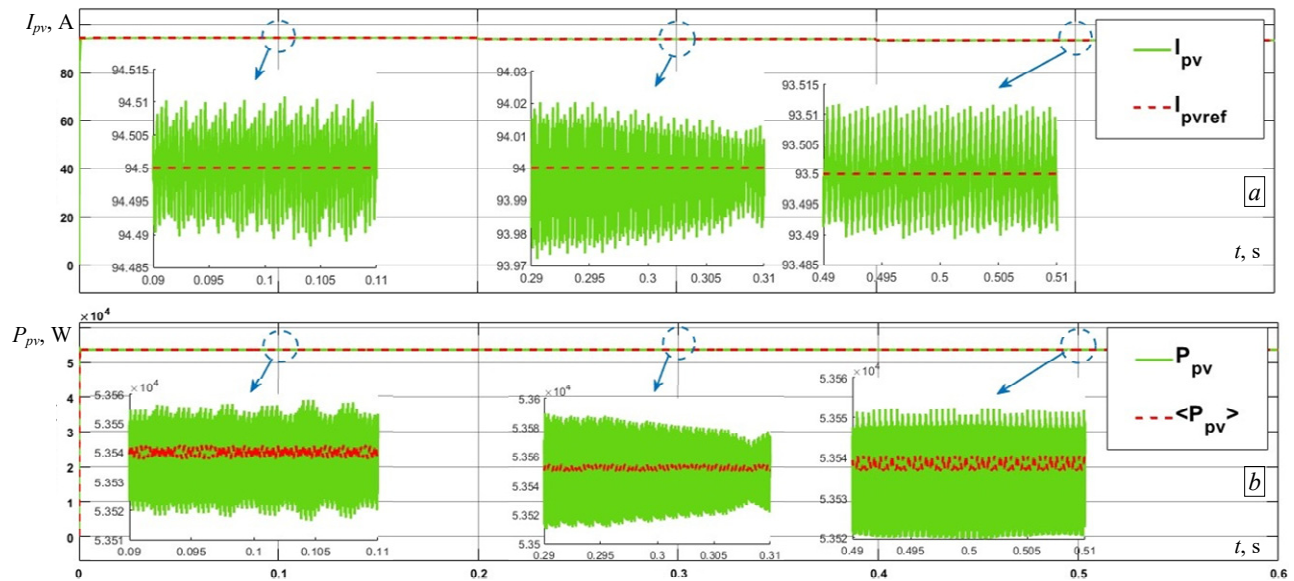 I_pv, A
80
60
40
20
0
94.515
94.51
94.505
94.5
94.495
94.49
94.485
0.09 0.095 0.1 0.105 0.11
94.03
94.02
94.01
94
93.99
93.98
93.97
0.29 0.295 0.3 0.305 0.31
93.515
93.51
93.505
93.5
93.495
93.49
93.485
0.49 0.495 0.5 0.505 0.51
I_pv
I_pvref
a
t, s
P_pv, W
×10⁴
5
4
3
2
1
0
5.356 ×10⁴
5.355
5.354
5.353
5.352
5.351
0.09 0.095 0.1 0.105 0.11
5.36 ×10⁴
5.358
5.356
5.354
5.352
5.35
0.29 0.295 0.3 0.305 0.31
5.356 ×10⁴
5.355
5.354
5.353
5.352
0.49 0.495 0.5 0.505 0.51
P_pv
<P_pv>
b
t, s
0 0.1 0.2 0.3 0.4 0.5 0.6